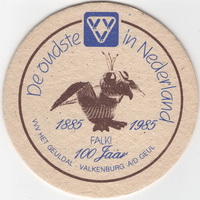 De oudste VVV in Nederland
1885 1985
FALKI
100 Jaar
VVV HET GEULDAL - VALKENBURG A/D GEUL